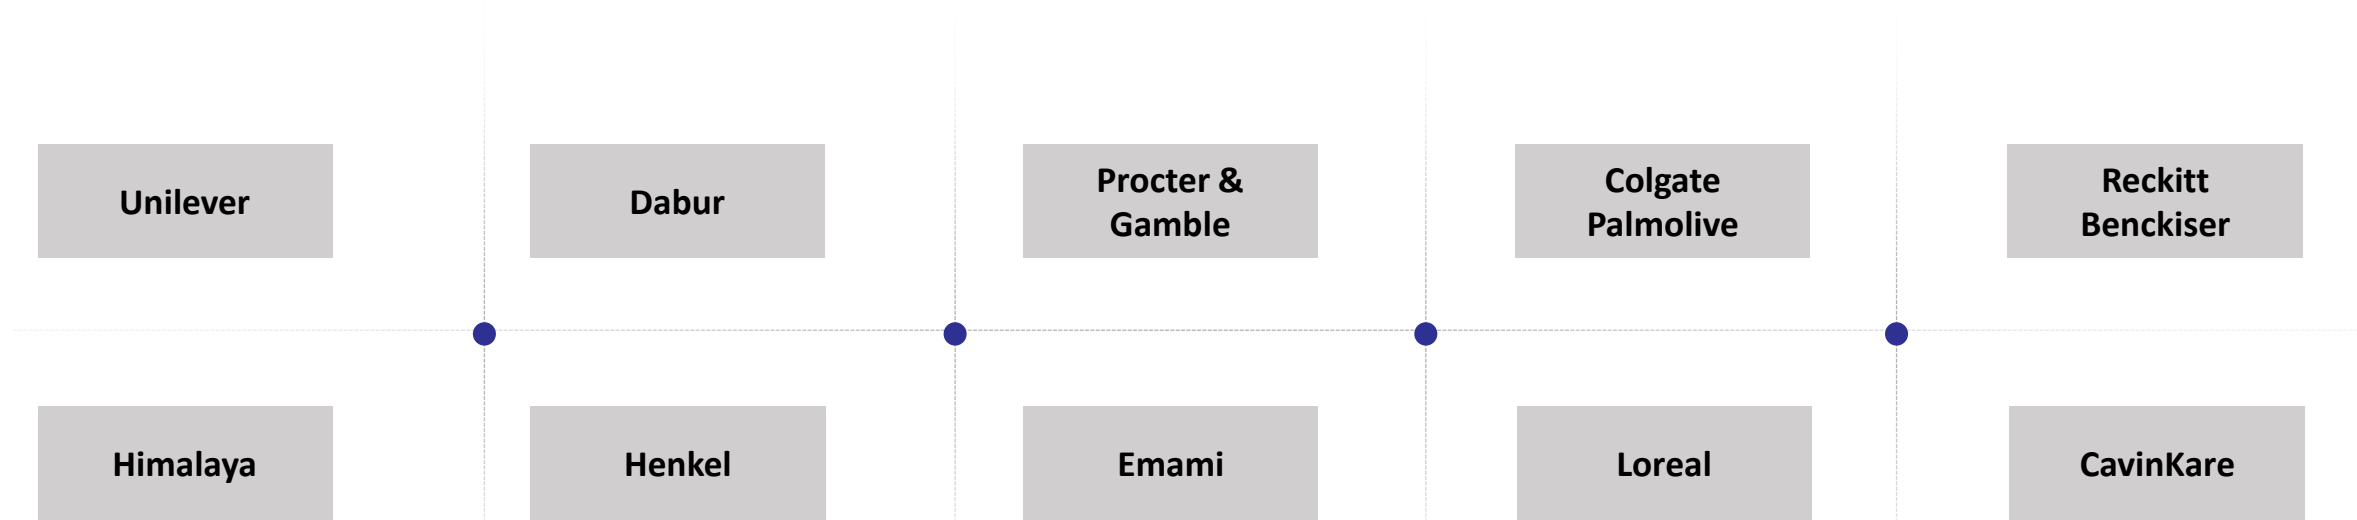 Unilever
Dabur
Procter &
Gamble
Colgate
Palmolive
Reckitt
Benckiser
Himalaya
Henkel
Emami
Loreal
CavinKare